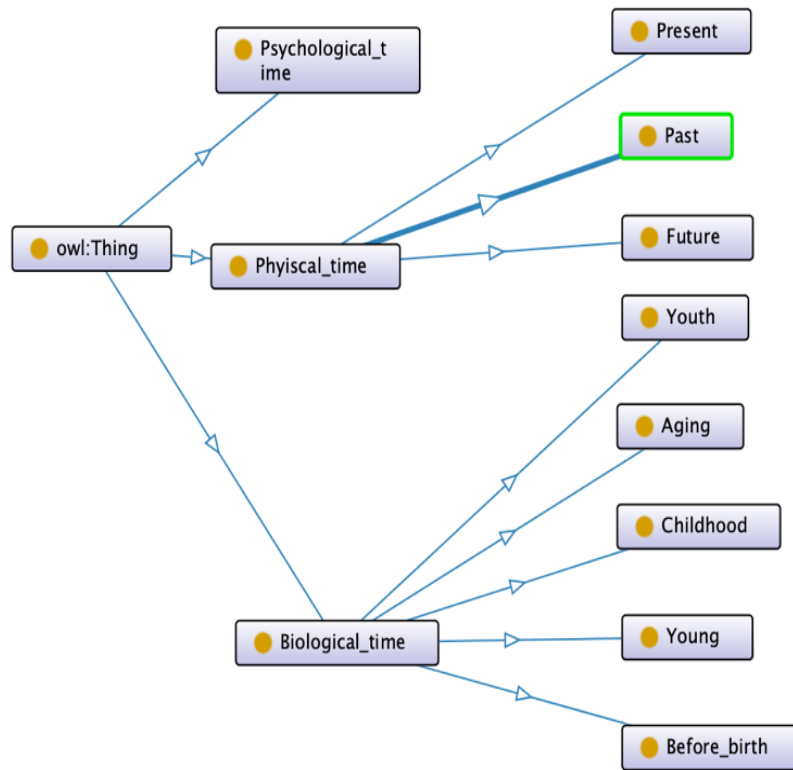 Psychological_t
ime
Present
Past
owl:Thing
Phyiscal_time
Future
Youth
Aging
Childhood
Biological_time
Young
Before_birth